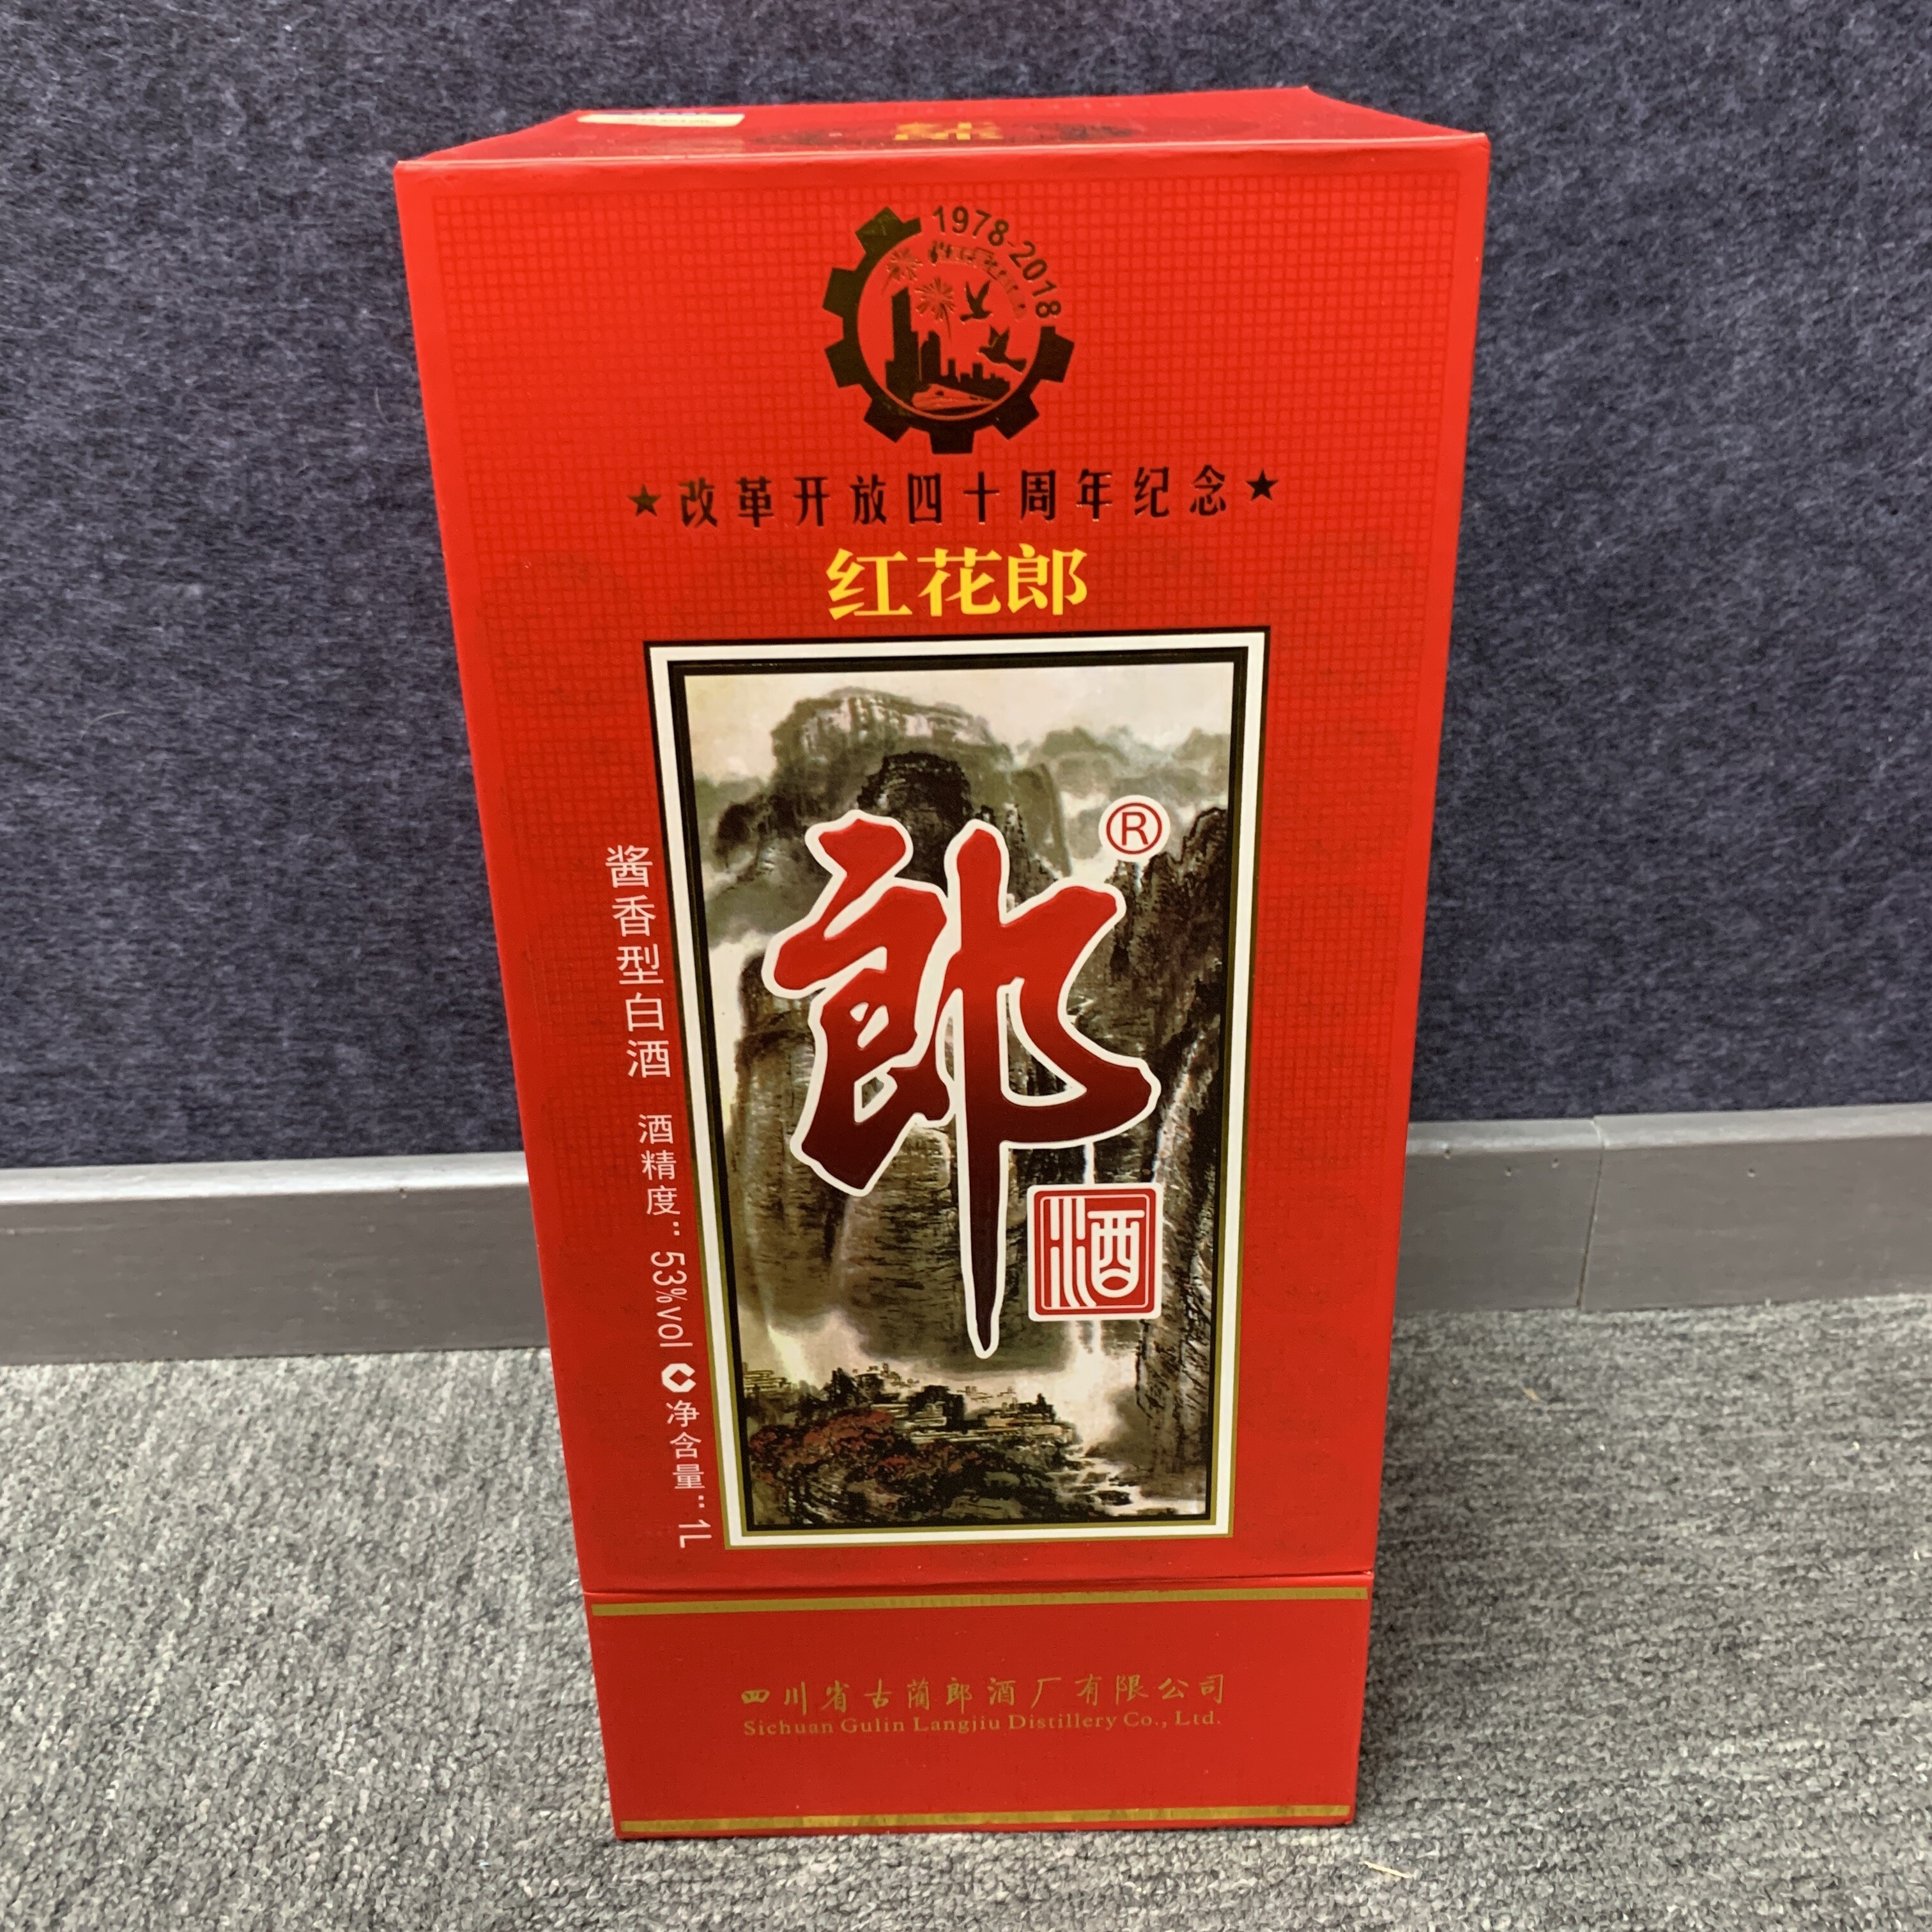 1978-2018
★改革开放四十周年纪念★
红花郎
郎®
酒
酱香型白酒 酒精度：53%vol 净含量：1L
四川省古蔺郎酒厂有限公司
Sichuan Gulin Langjiu Distillery Co., Ltd.